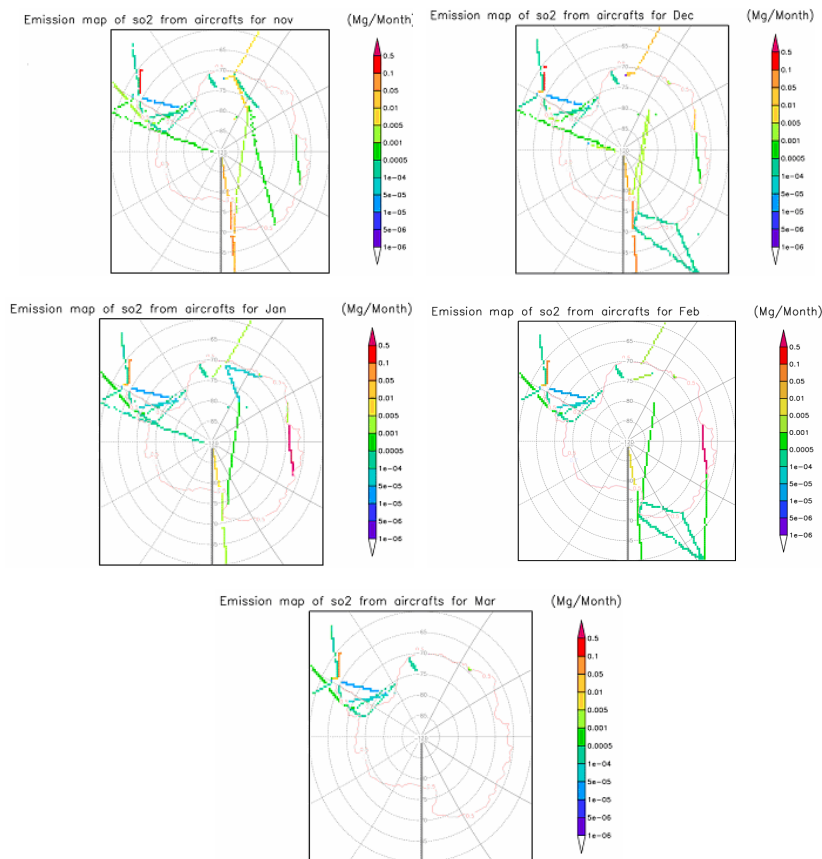 Emission map of so2 from aircrafts for nov
(Mg/Month)
0.5
0.1
0.05
0.01
0.005
0.001
0.0005
1e-04
5e-05
1e-05
5e-06
1e-06
Emission map of so2 from aircrafts for Dec
(Mg/Month)
0.5
0.1
0.05
0.01
0.005
0.001
0.0005
1e-04
5e-05
1e-05
5e-06
1e-06
Emission map of so2 from aircrafts for Jan
(Mg/Month)
0.5
0.1
0.05
0.01
0.005
0.001
0.0005
1e-04
5e-05
1e-05
5e-06
1e-06
Emission map of so2 from aircrafts for Feb
(Mg/Month)
0.5
0.1
0.05
0.01
0.005
0.001
0.0005
1e-04
5e-05
1e-05
5e-06
1e-06
Emission map of so2 from aircrafts for Mar
(Mg/Month)
0.5
0.1
0.05
0.01
0.005
0.001
0.0005
1e-04
5e-05
1e-05
5e-06
1e-06